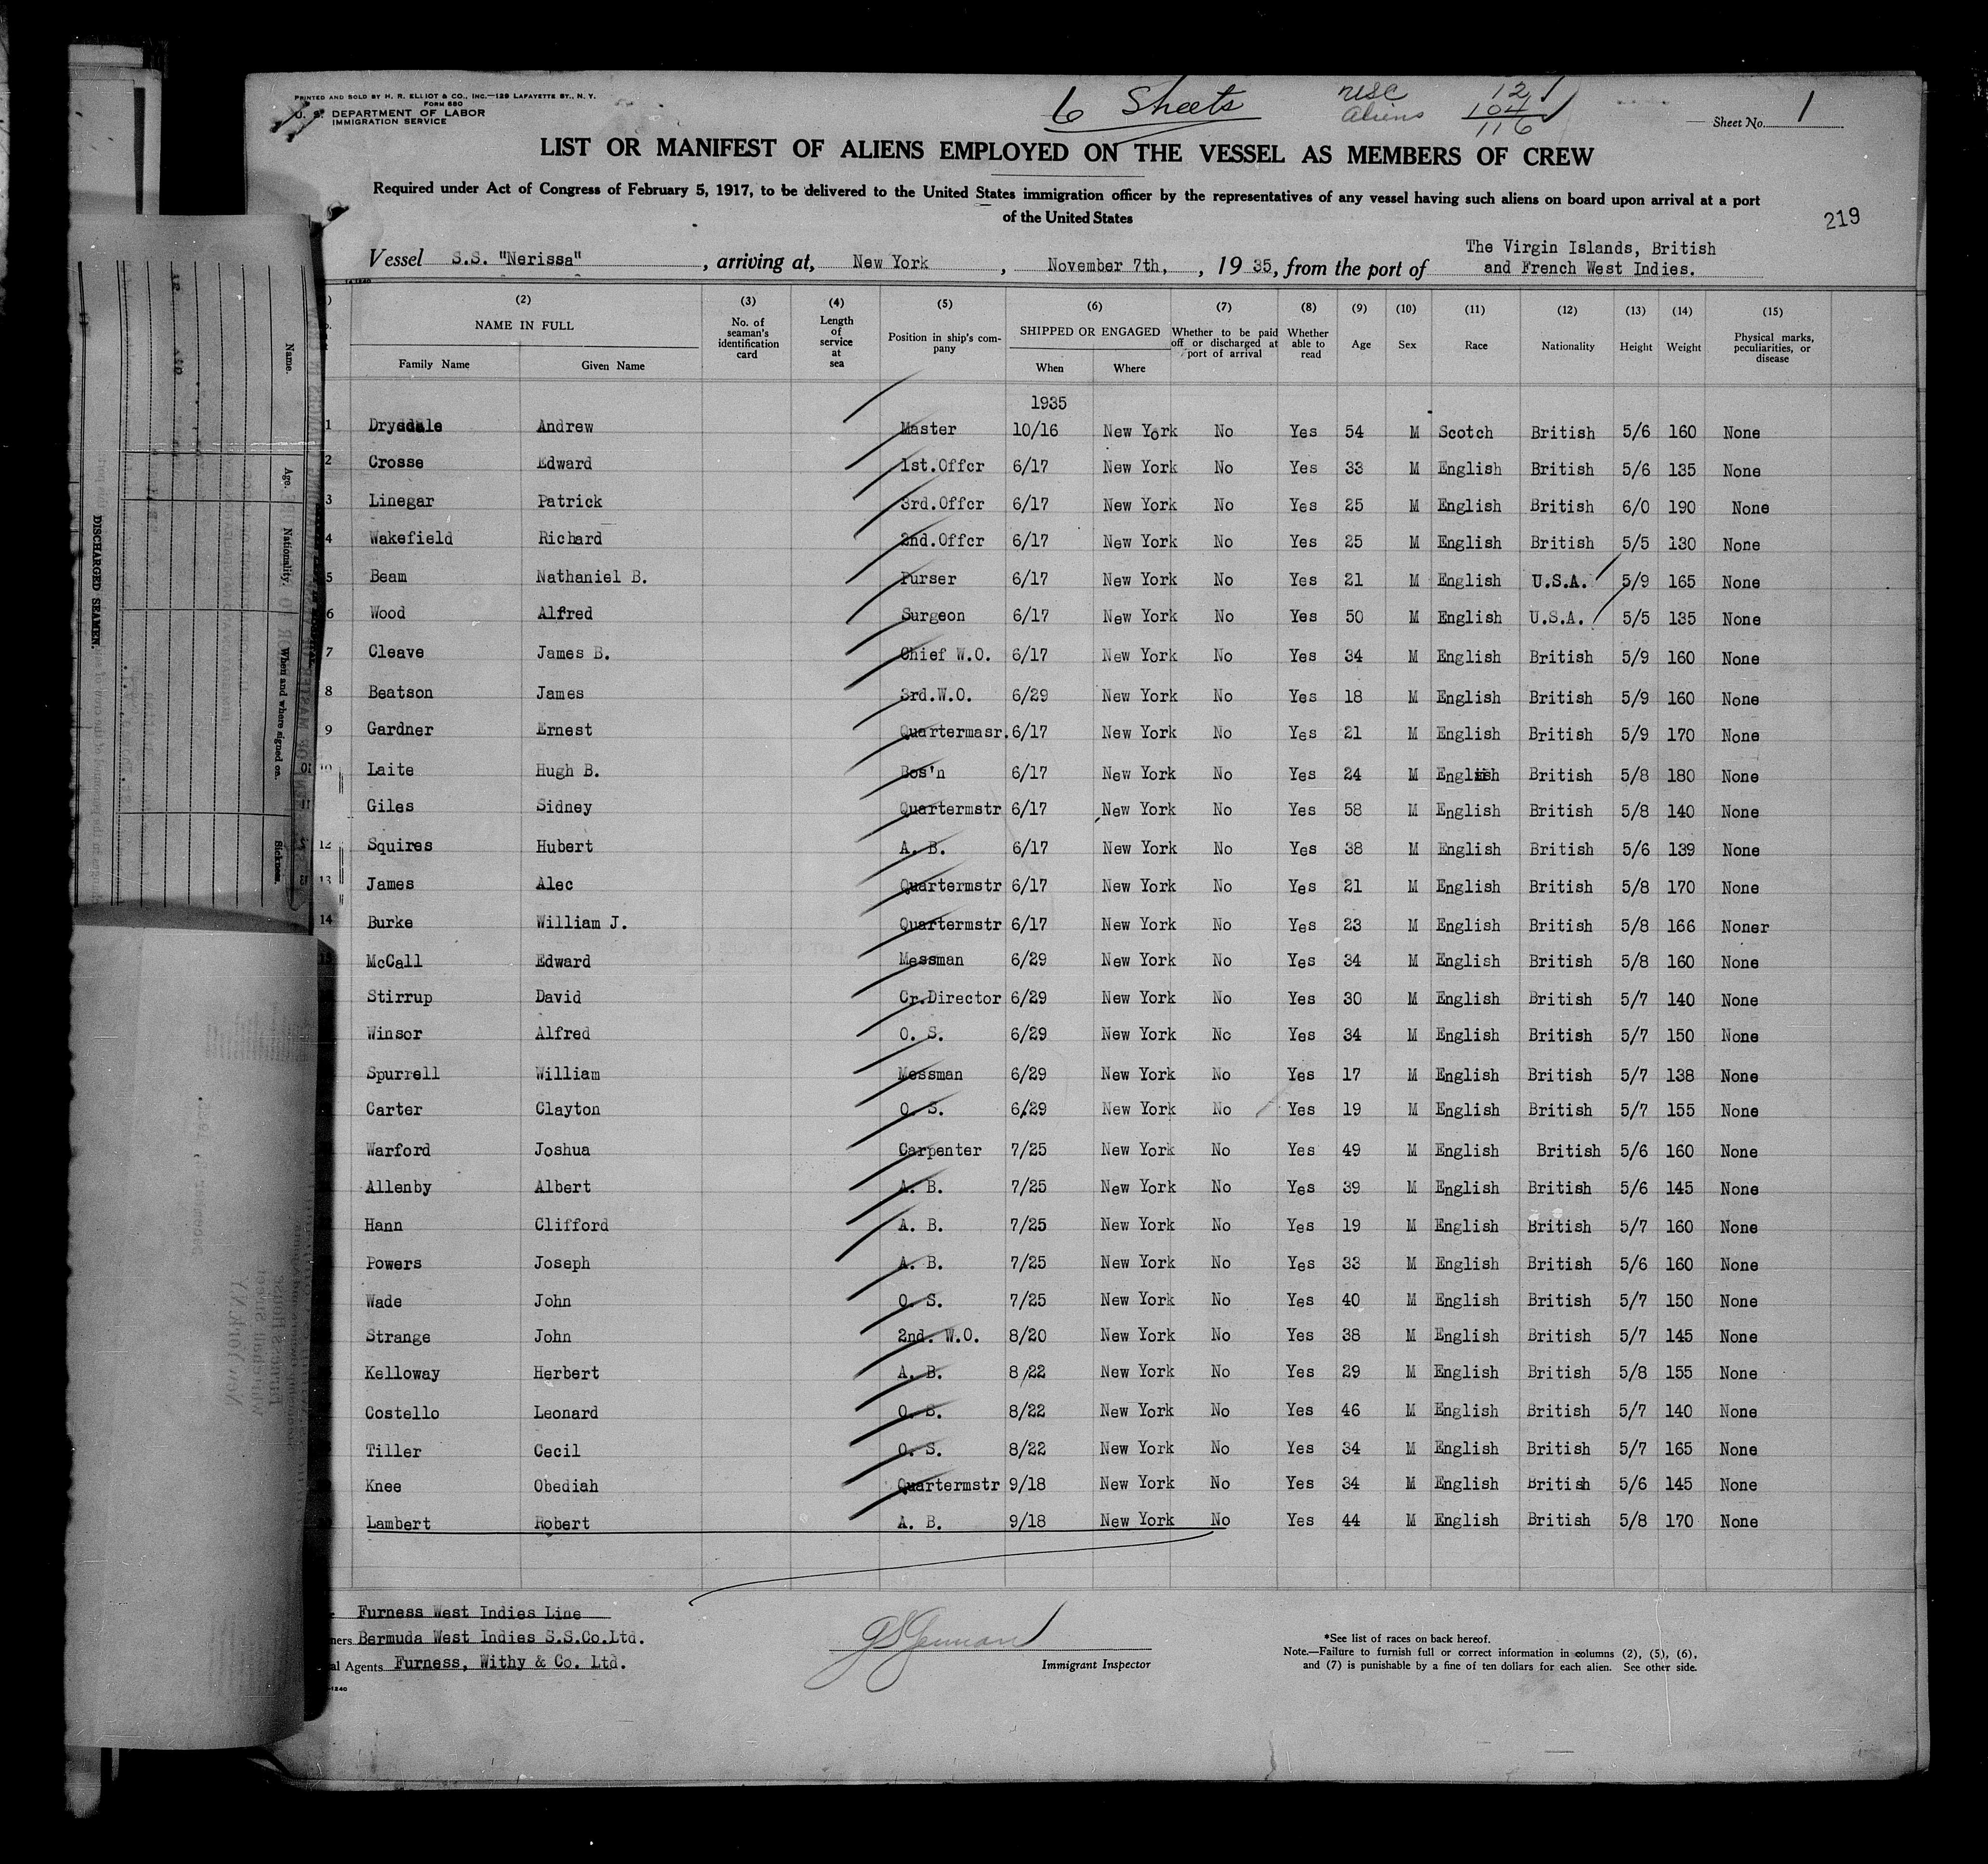 PRINTED AND SOLD BY H. R. ELLIOT & CO., INC.—129 LAFAYETTE ST., N. Y.
FORM 680
U. S. DEPARTMENT OF LABOR
IMMIGRATION SERVICE
6 Sheets
Aliens
12
104
116
Sheet No. 1
LIST OR MANIFEST OF ALIENS EMPLOYED ON THE VESSEL AS MEMBERS OF CREW
Required under Act of Congress of February 5, 1917, to be delivered to the United States immigration officer by the representatives of any vessel having such aliens on board upon arrival at a port
of the United States
219
Vessel S.S. "Nerissa", arriving at, New York, November 7th, 1935, from the port of The Virgin Islands, British
and French West Indies.
(2) (3) (4) (5) (6) (7) (8) (9) (10) (11) (12) (13) (14) (15)
NAME IN FULL
Family Name Given Name No. of seaman's identification card Length of service at sea Position in ship's company SHIPPED OR ENGAGED When Where Whether to be paid off or discharged at port of arrival Whether able to read Age Sex Race Nationality Height Weight Physical marks, peculiarities, or disease
1935
1 Drysdale Andrew Master 10/16 New York No Yes 54 M Scotch British 5/6 160 None
2 Crosse Edward 1st.Offcr 6/17 New York No Yes 33 M English British 5/6 135 None
3 Linegar Patrick 3rd.Offcr 6/17 New York No Yes 25 M English British 6/0 190 None
4 Wakefield Richard 2nd.Offcr 6/17 New York No Yes 25 M English British 5/5 130 None
5 Beam Nathaniel B. Purser 6/17 New York No Yes 21 M English U.S.A. 5/9 165 None
6 Wood Alfred Surgeon 6/17 New York No Yes 50 M English U.S.A. 5/5 135 None
7 Cleave James B. Chief W.O. 6/17 New York No Yes 34 M English British 5/9 160 None
8 Beatson James 3rd.W.O. 6/29 New York No Yes 18 M English British 5/9 160 None
9 Gardner Ernest Quartermasr. 6/17 New York No Yes 21 M English British 5/9 170 None
10 Laite Hugh B. Bos'n 6/17 New York No Yes 24 M English British 5/8 180 None
Giles Sidney Quartermstr 6/17 New York No Yes 58 M English British 5/8 140 None
12 Squires Hubert A. B. 6/17 New York No Yes 38 M English British 5/6 139 None
13 James Alec Quartermstr 6/17 New York No Yes 21 M English British 5/8 170 None
14 Burke William J. Quartermstr 6/17 New York No Yes 23 M English British 5/8 166 Noner
15 McCall Edward Messman 6/29 New York No Yes 34 M English British 5/8 160 None
Stirrup David Cr.Director 6/29 New York No Yes 30 M English British 5/7 140 None
Winsor Alfred O. S. 6/29 New York No Yes 34 M English British 5/7 150 None
Spurrell William Messman 6/29 New York No Yes 17 M English British 5/7 138 None
Carter Clayton O. S. 6/29 New York No Yes 19 M English British 5/7 155 None
Warford Joshua Carpenter 7/25 New York No Yes 49 M English British 5/6 160 None
Allenby Albert A. B. 7/25 New York No Yes 39 M English British 5/6 145 None
Hann Clifford A. B. 7/25 New York No Yes 19 M English British 5/7 160 None
Powers Joseph A. B. 7/25 New York No Yes 33 M English British 5/6 160 None
Wade John O. S. 7/25 New York No Yes 40 M English British 5/7 150 None
Strange John 2nd. W.O. 8/20 New York No Yes 38 M English British 5/7 145 None
Kelloway Herbert A. B. 8/22 New York No Yes 29 M English British 5/8 155 None
Costello Leonard O. S. 8/22 New York No Yes 46 M English British 5/7 140 None
Tiller Cecil O. S. 8/22 New York No Yes 34 M English British 5/7 165 None
Knee Obediah Quartermstr 9/18 New York No Yes 34 M English British 5/6 145 None
Lambert Robert A. B. 9/18 New York No Yes 44 M English British 5/8 170 None
Furness West Indies Line
Bermuda West Indies S.S.Co.Ltd.
Agents Furness, Withy & Co. Ltd.
Immigrant Inspector
*See list of races on back hereof.
Note.—Failure to furnish full or correct information in columns (2), (5), (6),
and (7) is punishable by a fine of ten dollars for each alien. See other side.
Name.
Age.
Nationality.
When and where signed on.
Sickness.
DISCHARGED SEAMEN.